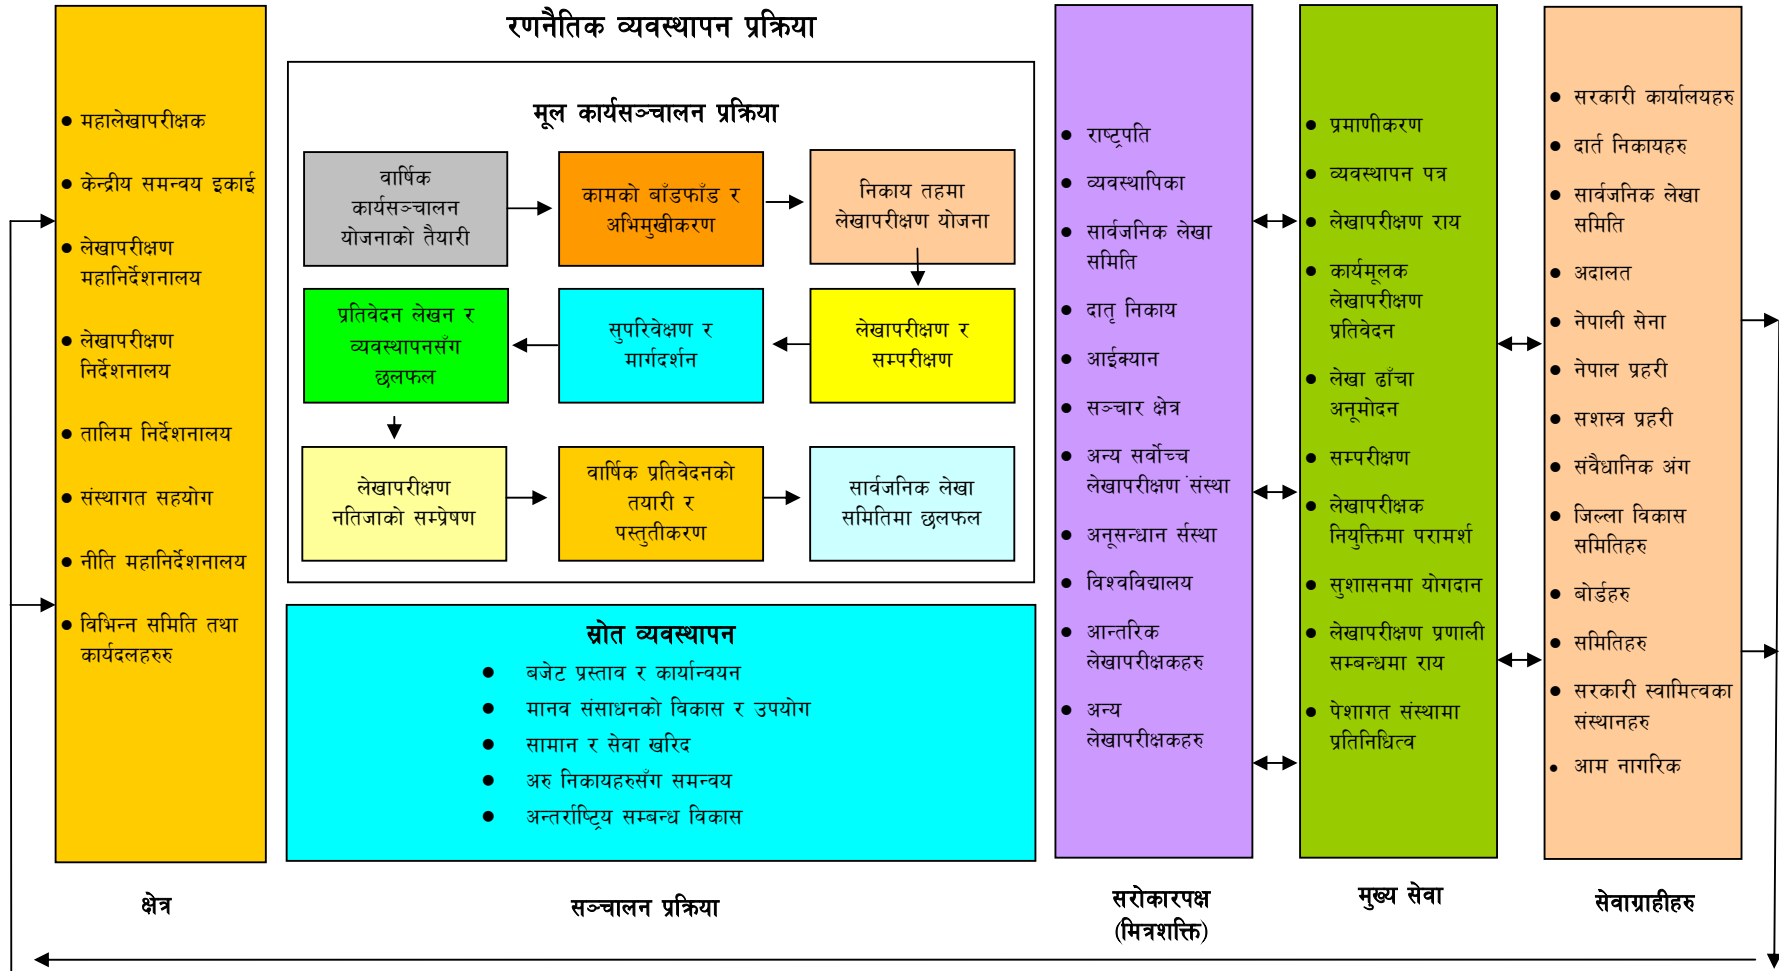 रणनैतिक व्यवस्थापन प्रक्रिया
महालेखापरीक्षक
केन्द्रीय समन्वय इकाई
लेखापरीक्षण
महानिर्देशनालय
लेखापरीक्षण
निर्देशनालय
तालिम निर्देशनालय
संस्थागत सहयोग
नीति महानिर्देशनालय
विभिन्न समिति तथा
कार्यदलहरुरु
क्षेत्र
मूल कार्यसञ्चालन प्रक्रिया
वार्षिक
कार्यसञ्चालन
योजनाको तैयारी
कामको बाँडफाँड र
अभिमुखीकरण
निकाय तहमा
लेखापरीक्षण योजना
प्रतिवेदन लेखन र
व्यवस्थापनसँग
छलफल
सुपरिवेक्षण र
मार्गदर्शन
लेखापरीक्षण र
सम्परीक्षण
लेखापरीक्षण
नतिजाको सम्प्रेषण
वार्षिक प्रतिवेदनको
तयारी र
पस्तुतीकरण
सार्वजनिक लेखा
समितिमा छलफल
स्रोत व्यवस्थापन
बजेट प्रस्ताव र कार्यान्वयन
मानव संसाधनको विकास र उपयोग
सामान र सेवा खरिद
अरु निकायहरुसँग समन्वय
अन्तर्राष्ट्रिय सम्बन्ध विकास
सञ्चालन प्रक्रिया
राष्ट्रपति
व्यवस्थापिका
सार्वजनिक लेखा
समिति
दातृ निकाय
आईक्यान
सञ्चार क्षेत्र
अन्य सर्वोच्च
लेखापरीक्षण संस्था
अनूसन्धान र्संस्था
विश्वविद्यालय
आन्तरिक
लेखापरीक्षकहरु
अन्य
लेखापरीक्षकहरु
सरोकारपक्ष
(मित्रशक्ति)
प्रमाणीकरण
व्यवस्थापन पत्र
लेखापरीक्षण राय
कार्यमूलक
लेखापरीक्षण
प्रतिवेदन
लेखा ढाँचा
अनूमोदन
सम्परीक्षण
लेखापरीक्षक
नियुक्तिमा परामर्श
सुशासनमा योगदान
लेखापरीक्षण प्रणाली
सम्बन्धमा राय
पेशागत संस्थामा
प्रतिनिधित्व
मुख्य सेवा
सरकारी कार्यालयहरु
दार्त निकायहरु
सार्वजनिक लेखा
समिति
अदालत
नेपाली सेना
नेपाल प्रहरी
सशस्त्र प्रहरी
संवैधानिक अंग
जिल्ला विकास
समितिहरु
बोर्डहरु
समितिहरु
सरकारी स्वामित्वका
संस्थानहरु
आम नागरिक
सेवाग्राहीहरु